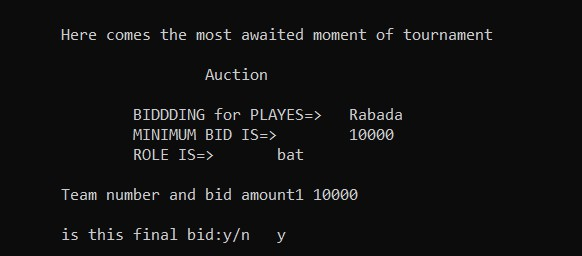 Here comes the most awaited moment of tournament
Auction
BIDDDING for PLAYES=> Rabada
MINIMUM BID IS=> 10000
ROLE IS=> bat
Team number and bid amount1 10000
is this final bid:y/n y